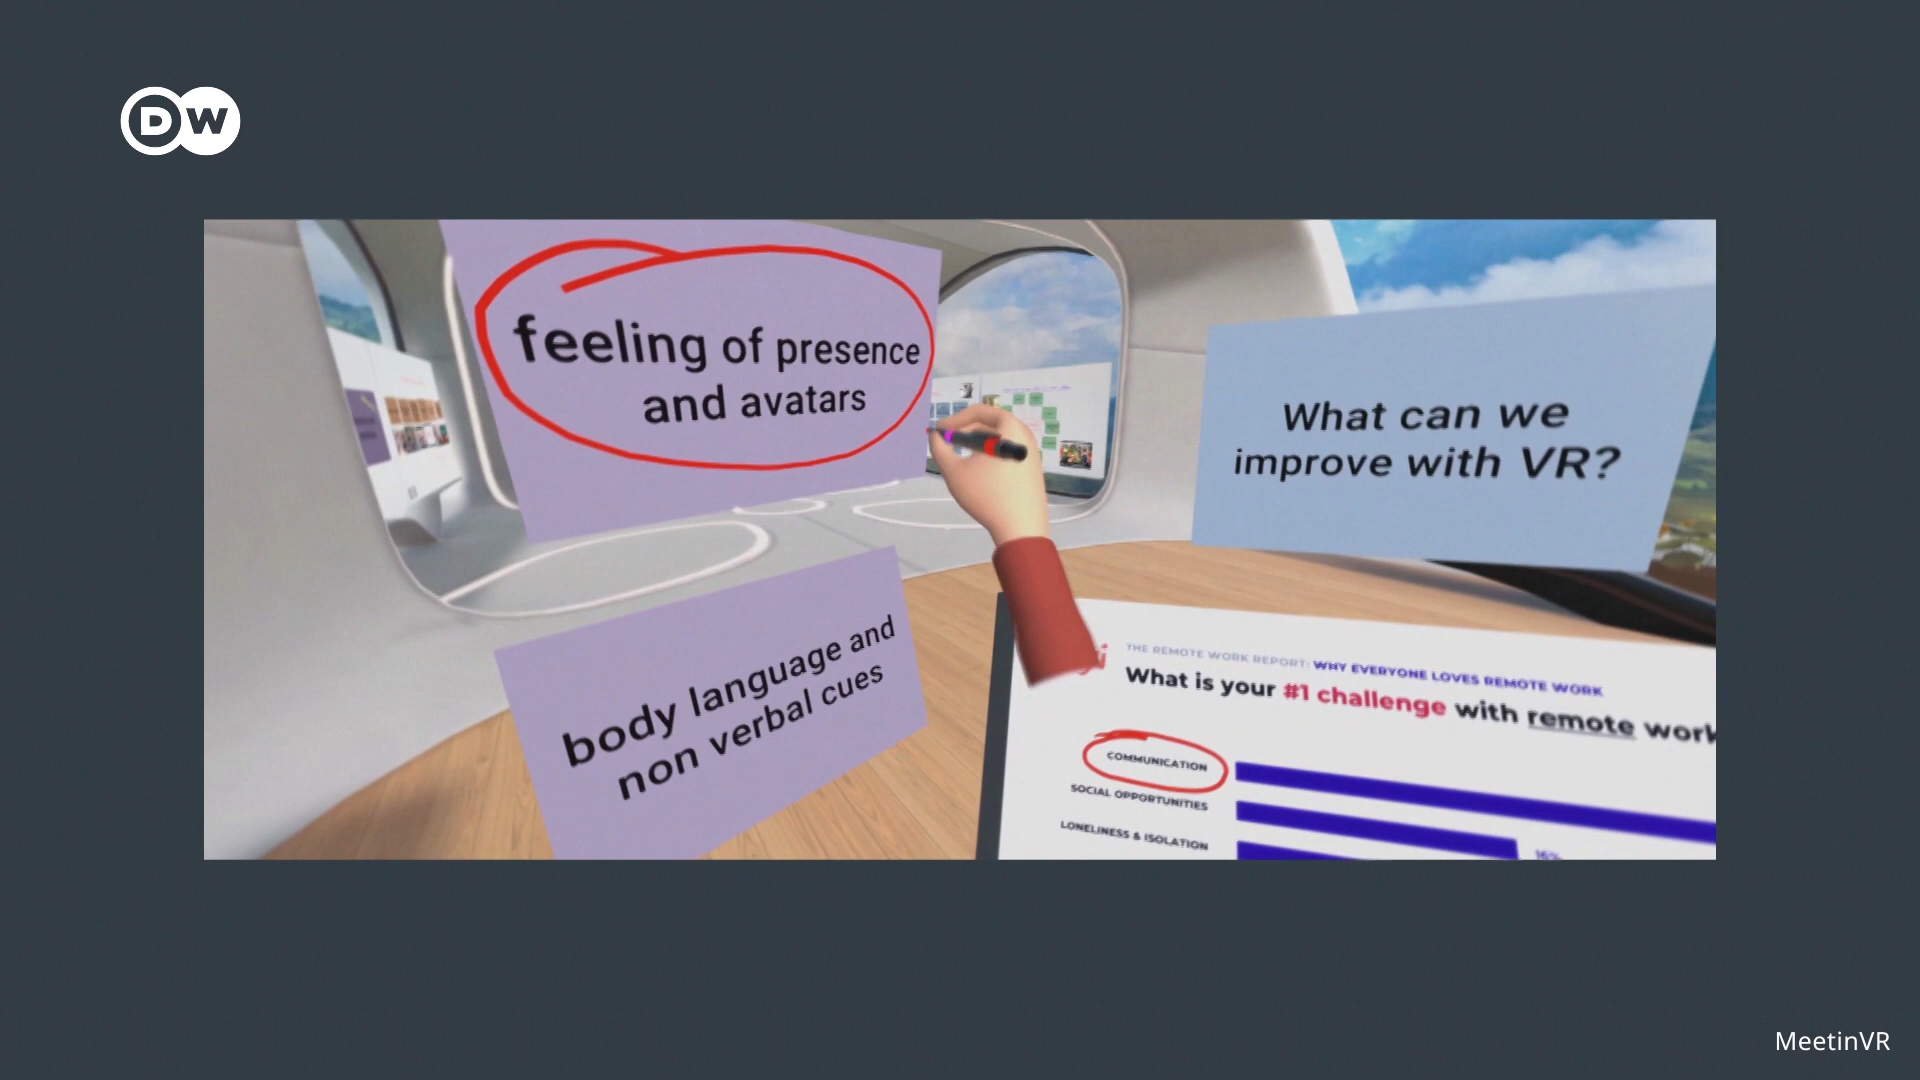 DW
feeling of presence
and avatars
What can we
improve with VR?
body language and
non verbal cues
THE REMOTE WORK REPORT: WHY EVERYONE LOVES REMOTE WORK
What is your #1 challenge with remote work
COMMUNICATION
SOCIAL OPPORTUNITIES
LONELINESS & ISOLATION
16%
MeetinVR